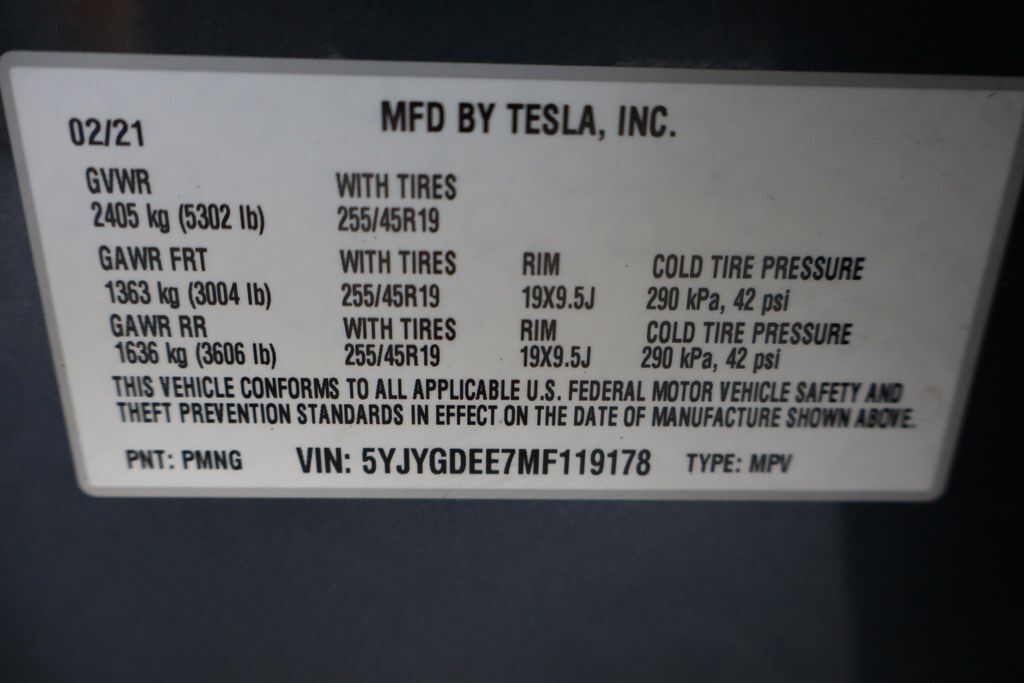 MFD BY TESLA, INC.
02/21
GVWR WITH TIRES
2405 kg (5302 lb) 255/45R19
GAWR FRT WITH TIRES RIM COLD TIRE PRESSURE
1363 kg (3004 lb) 255/45R19 19X9.5J 290 kPa, 42 psi
GAWR RR WITH TIRES RIM COLD TIRE PRESSURE
1636 kg (3606 lb) 255/45R19 19X9.5J 290 kPa, 42 psi
THIS VEHICLE CONFORMS TO ALL APPLICABLE U.S. FEDERAL MOTOR VEHICLE SAFETY AND
THEFT PREVENTION STANDARDS IN EFFECT ON THE DATE OF MANUFACTURE SHOWN ABOVE.
PNT: PMNG VIN: 5YJYGDEE7MF119178 TYPE: MPV